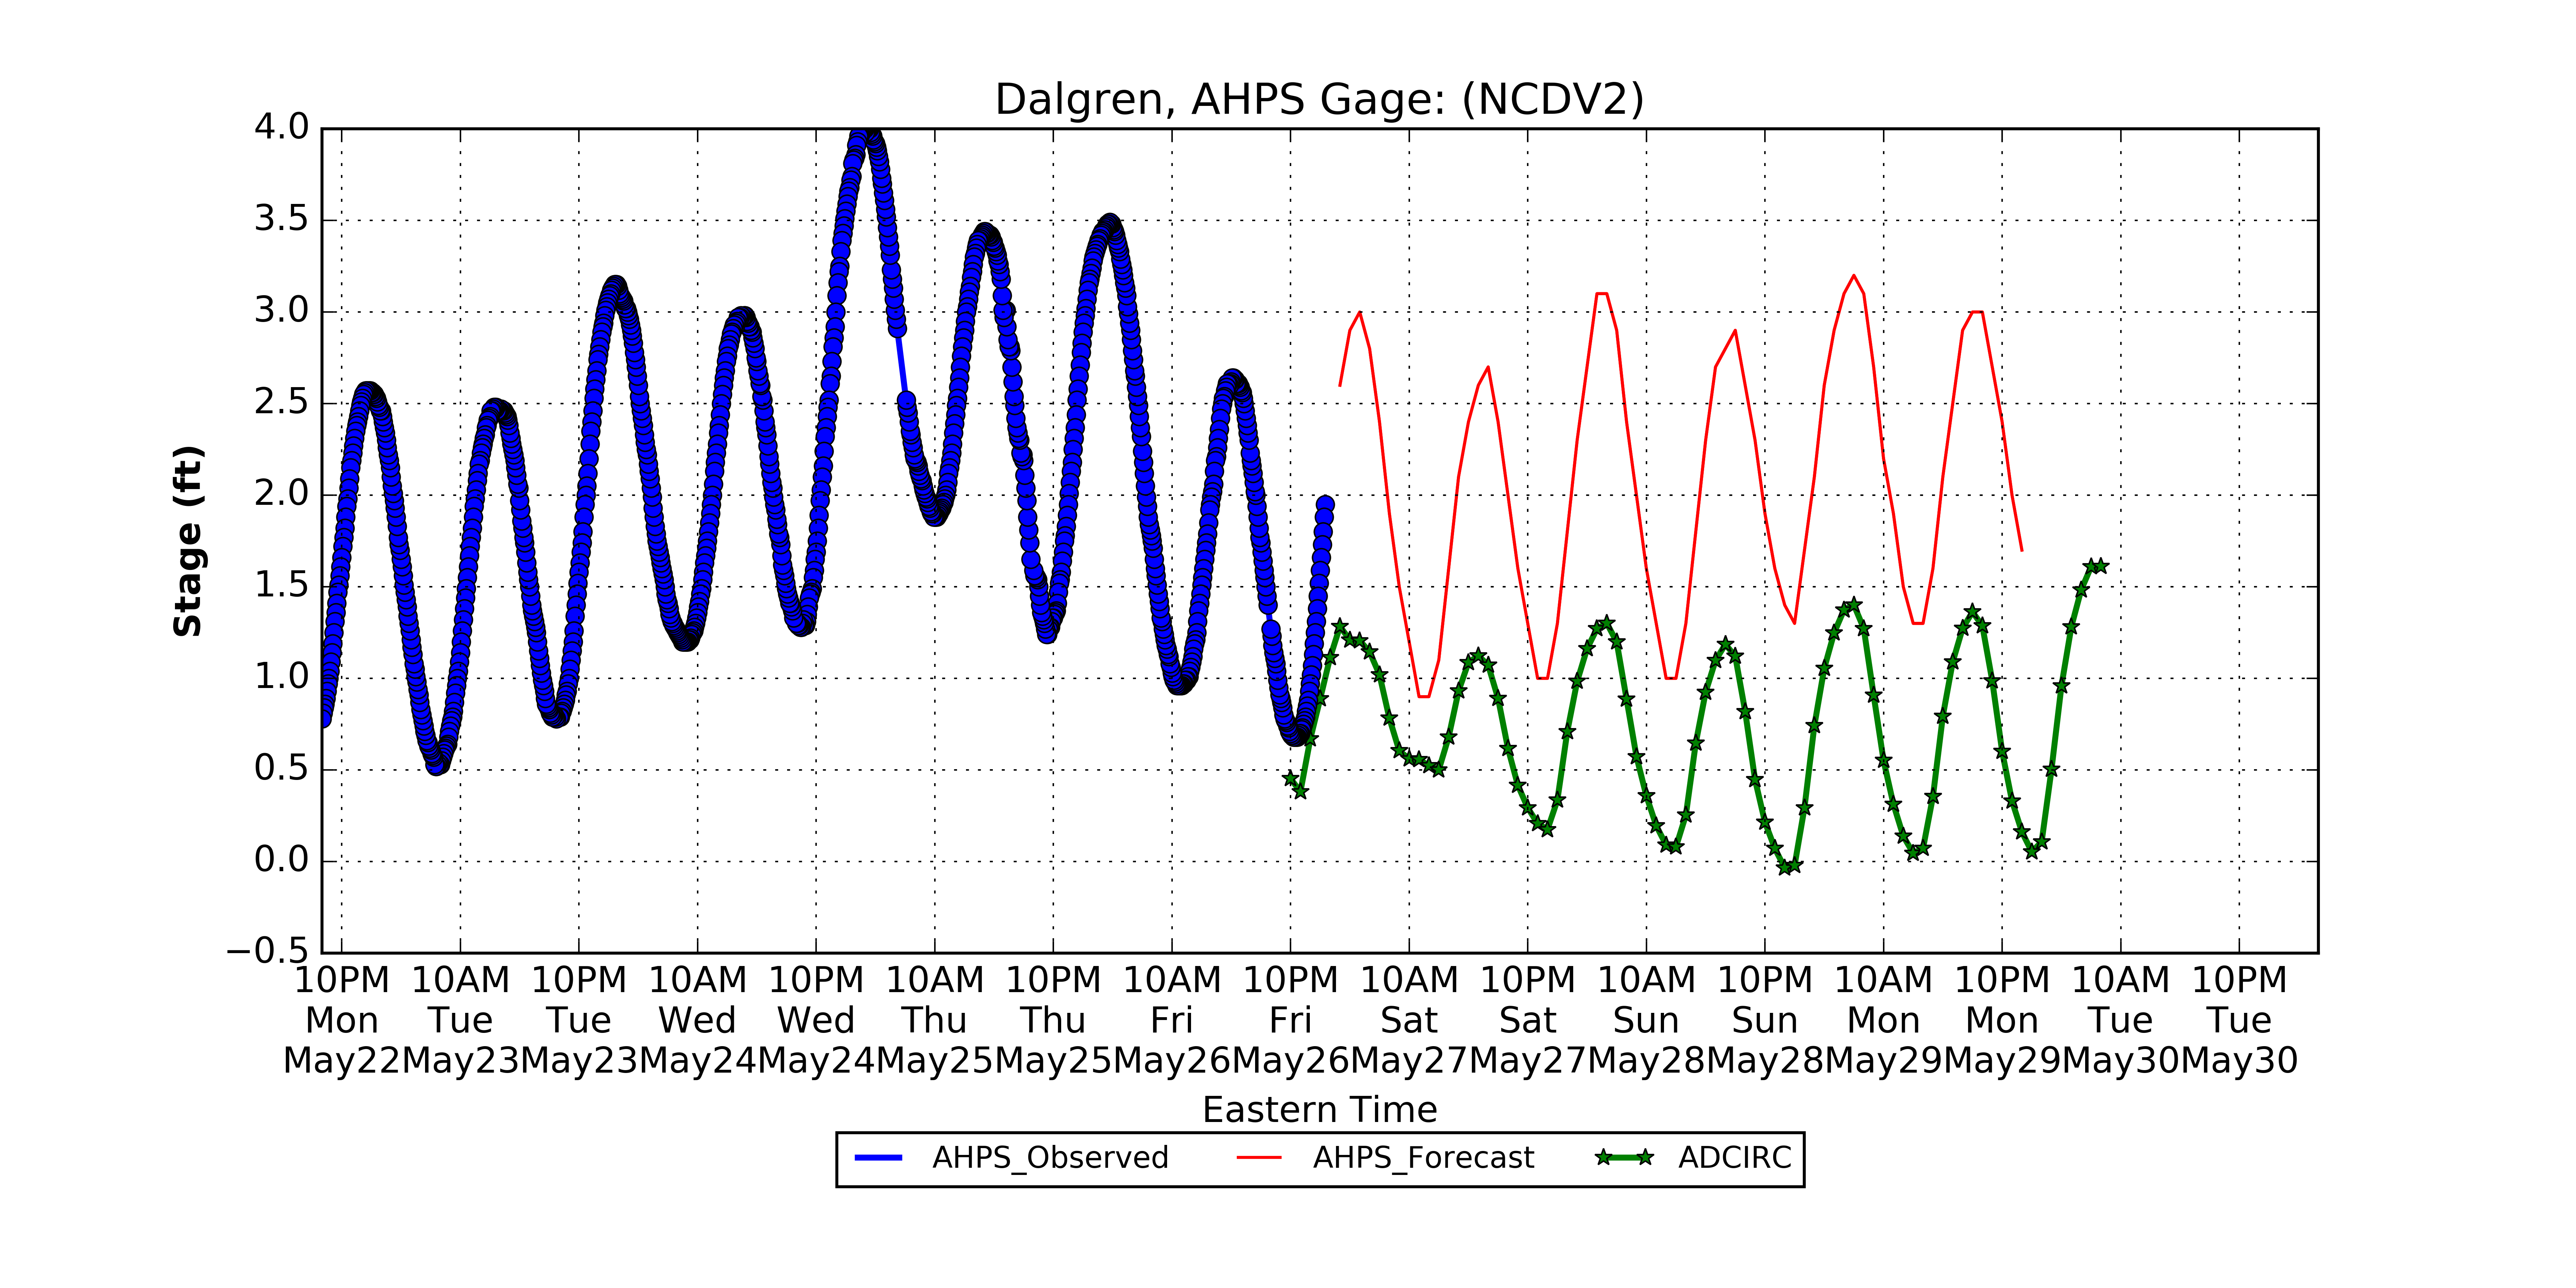 Dalgren, AHPS Gage: (NCDV2)
4.0
3.5
3.0
2.5
2.0
1.5
1.0
0.5
0.0
−0.5
Stage (ft)
10PM 10AM 10PM 10AM 10PM 10AM 10PM 10AM 10PM 10AM 10PM 10AM 10PM 10AM 10PM 10AM 10PM
Mon Tue Tue Wed Wed Thu Thu Fri Fri Sat Sat Sun Sun Mon Mon Tue Tue
May22 May23 May23 May24 May24 May25 May25 May26 May26 May27 May27 May28 May28 May29 May29 May30 May30
Eastern Time
AHPS_Observed AHPS_Forecast ADCIRC